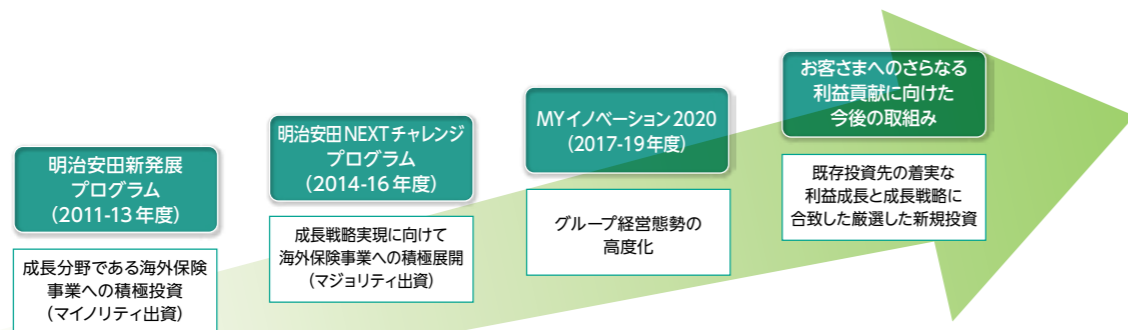 明治安田新発展
プログラム
（2011-13年度）
成長分野である海外保険
事業への積極投資
（マイノリティ出資）
明治安田NEXTチャレンジ
プログラム
（2014-16年度）
成長戦略実現に向けて
海外保険事業への積極展開
（マジョリティ出資）
MYイノベーション2020
（2017-19年度）
グループ経営態勢の
高度化
お客さまへのさらなる
利益貢献に向けた
今後の取組み
既存投資先の着実な
利益成長と成長戦略に
合致した厳選した新規投資